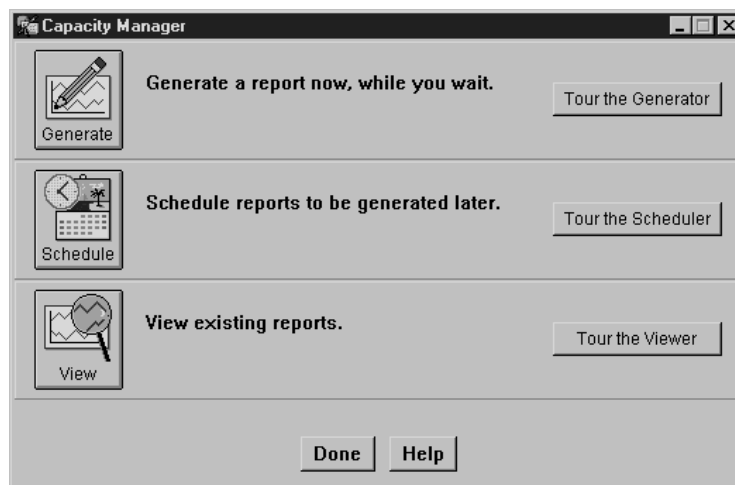 Capacity Manager
Generate a report now, while you wait.
Tour the Generator
Generate
Schedule reports to be generated later.
Tour the Scheduler
Schedule
View existing reports.
Tour the Viewer
View
Done Help